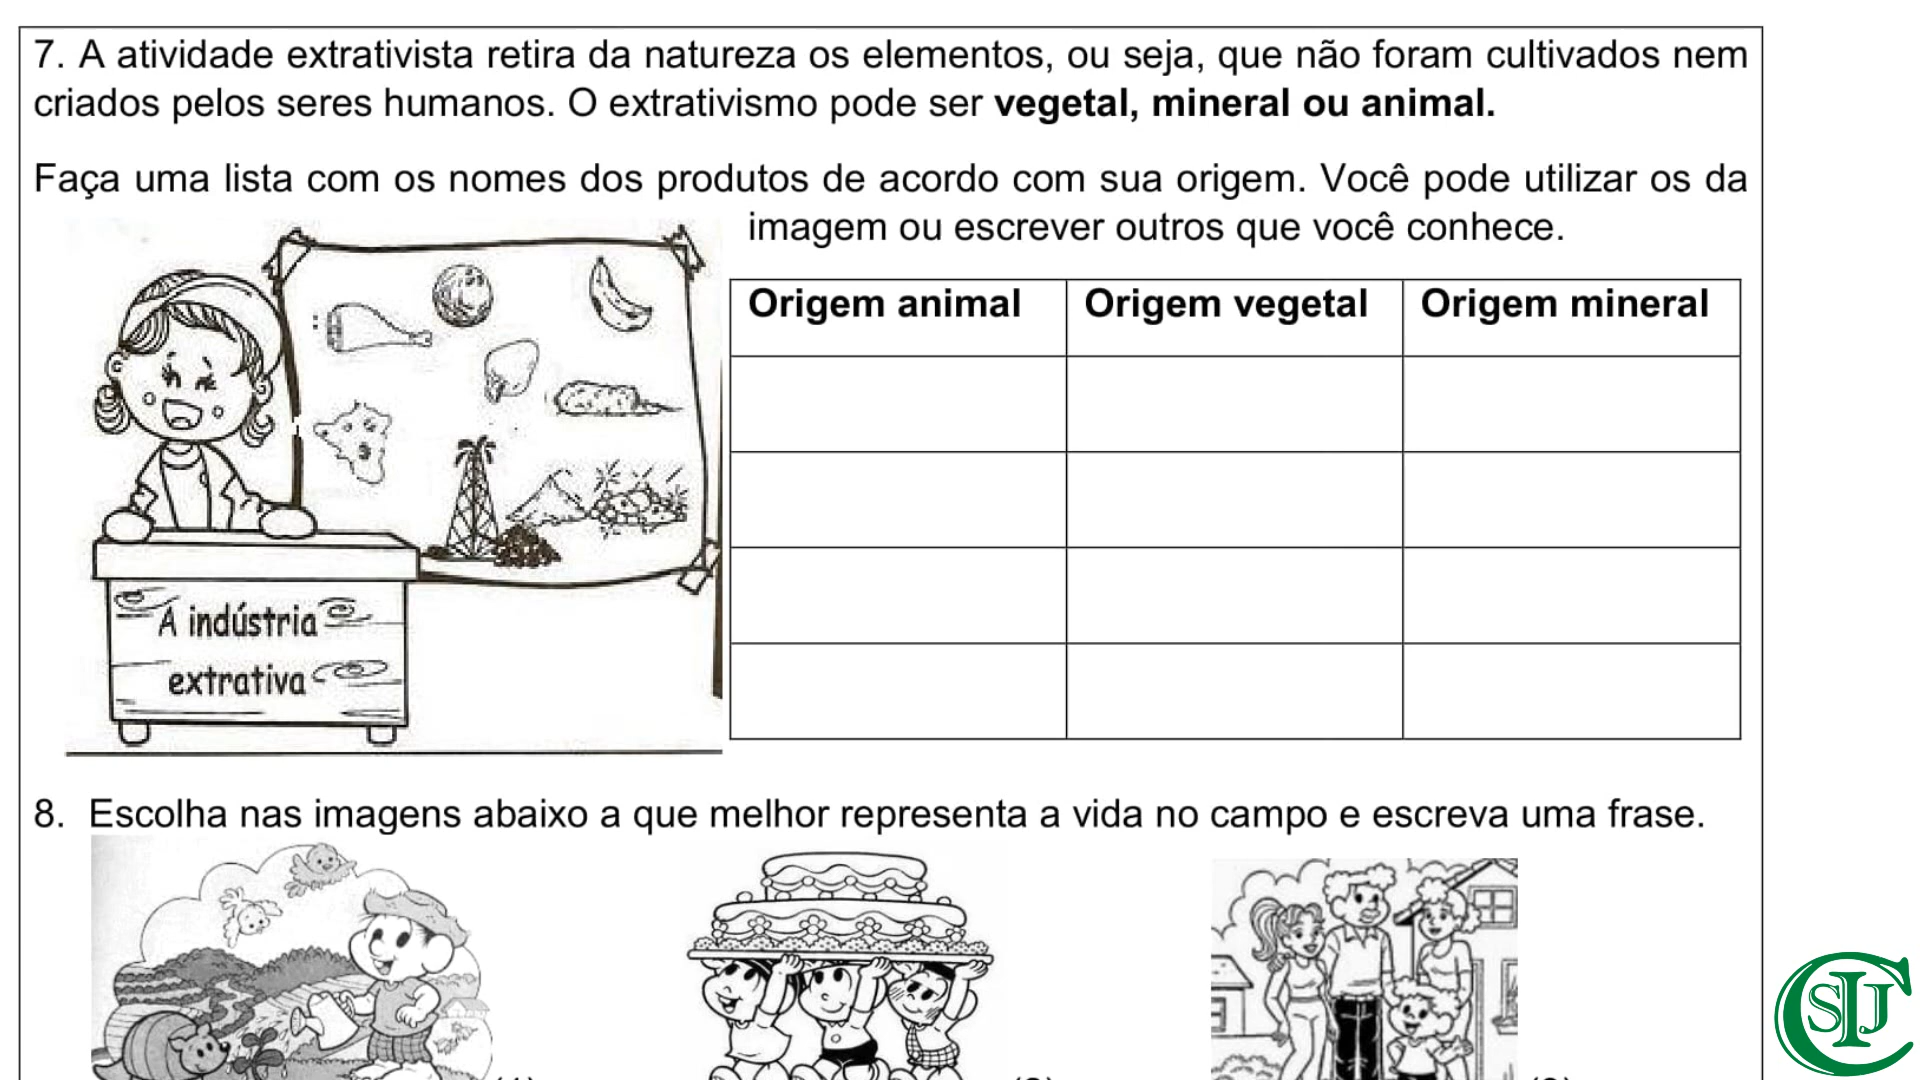 7. A atividade extrativista retira da natureza os elementos, ou seja, que não foram cultivados nem
criados pelos seres humanos. O extrativismo pode ser vegetal, mineral ou animal.
Faça uma lista com os nomes dos produtos de acordo com sua origem. Você pode utilizar os da
imagem ou escrever outros que você conhece.
Origem animal Origem vegetal Origem mineral
A indústria
extrativa
8. Escolha nas imagens abaixo a que melhor representa a vida no campo e escreva uma frase.